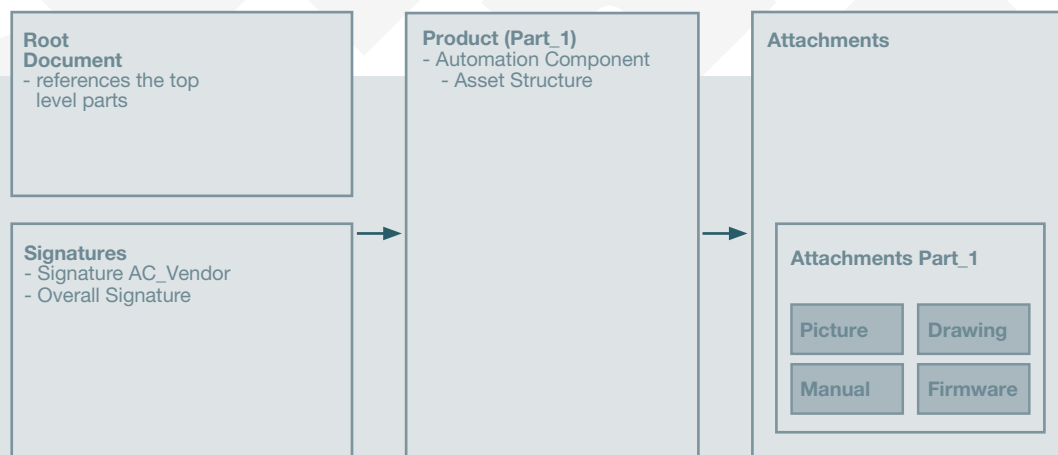 Root
Document
- references the top
level parts
Signatures
- Signature AC_Vendor
- Overall Signature
Product (Part_1)
- Automation Component
- Asset Structure
Attachments
Attachments Part_1
Picture
Drawing
Manual
Firmware